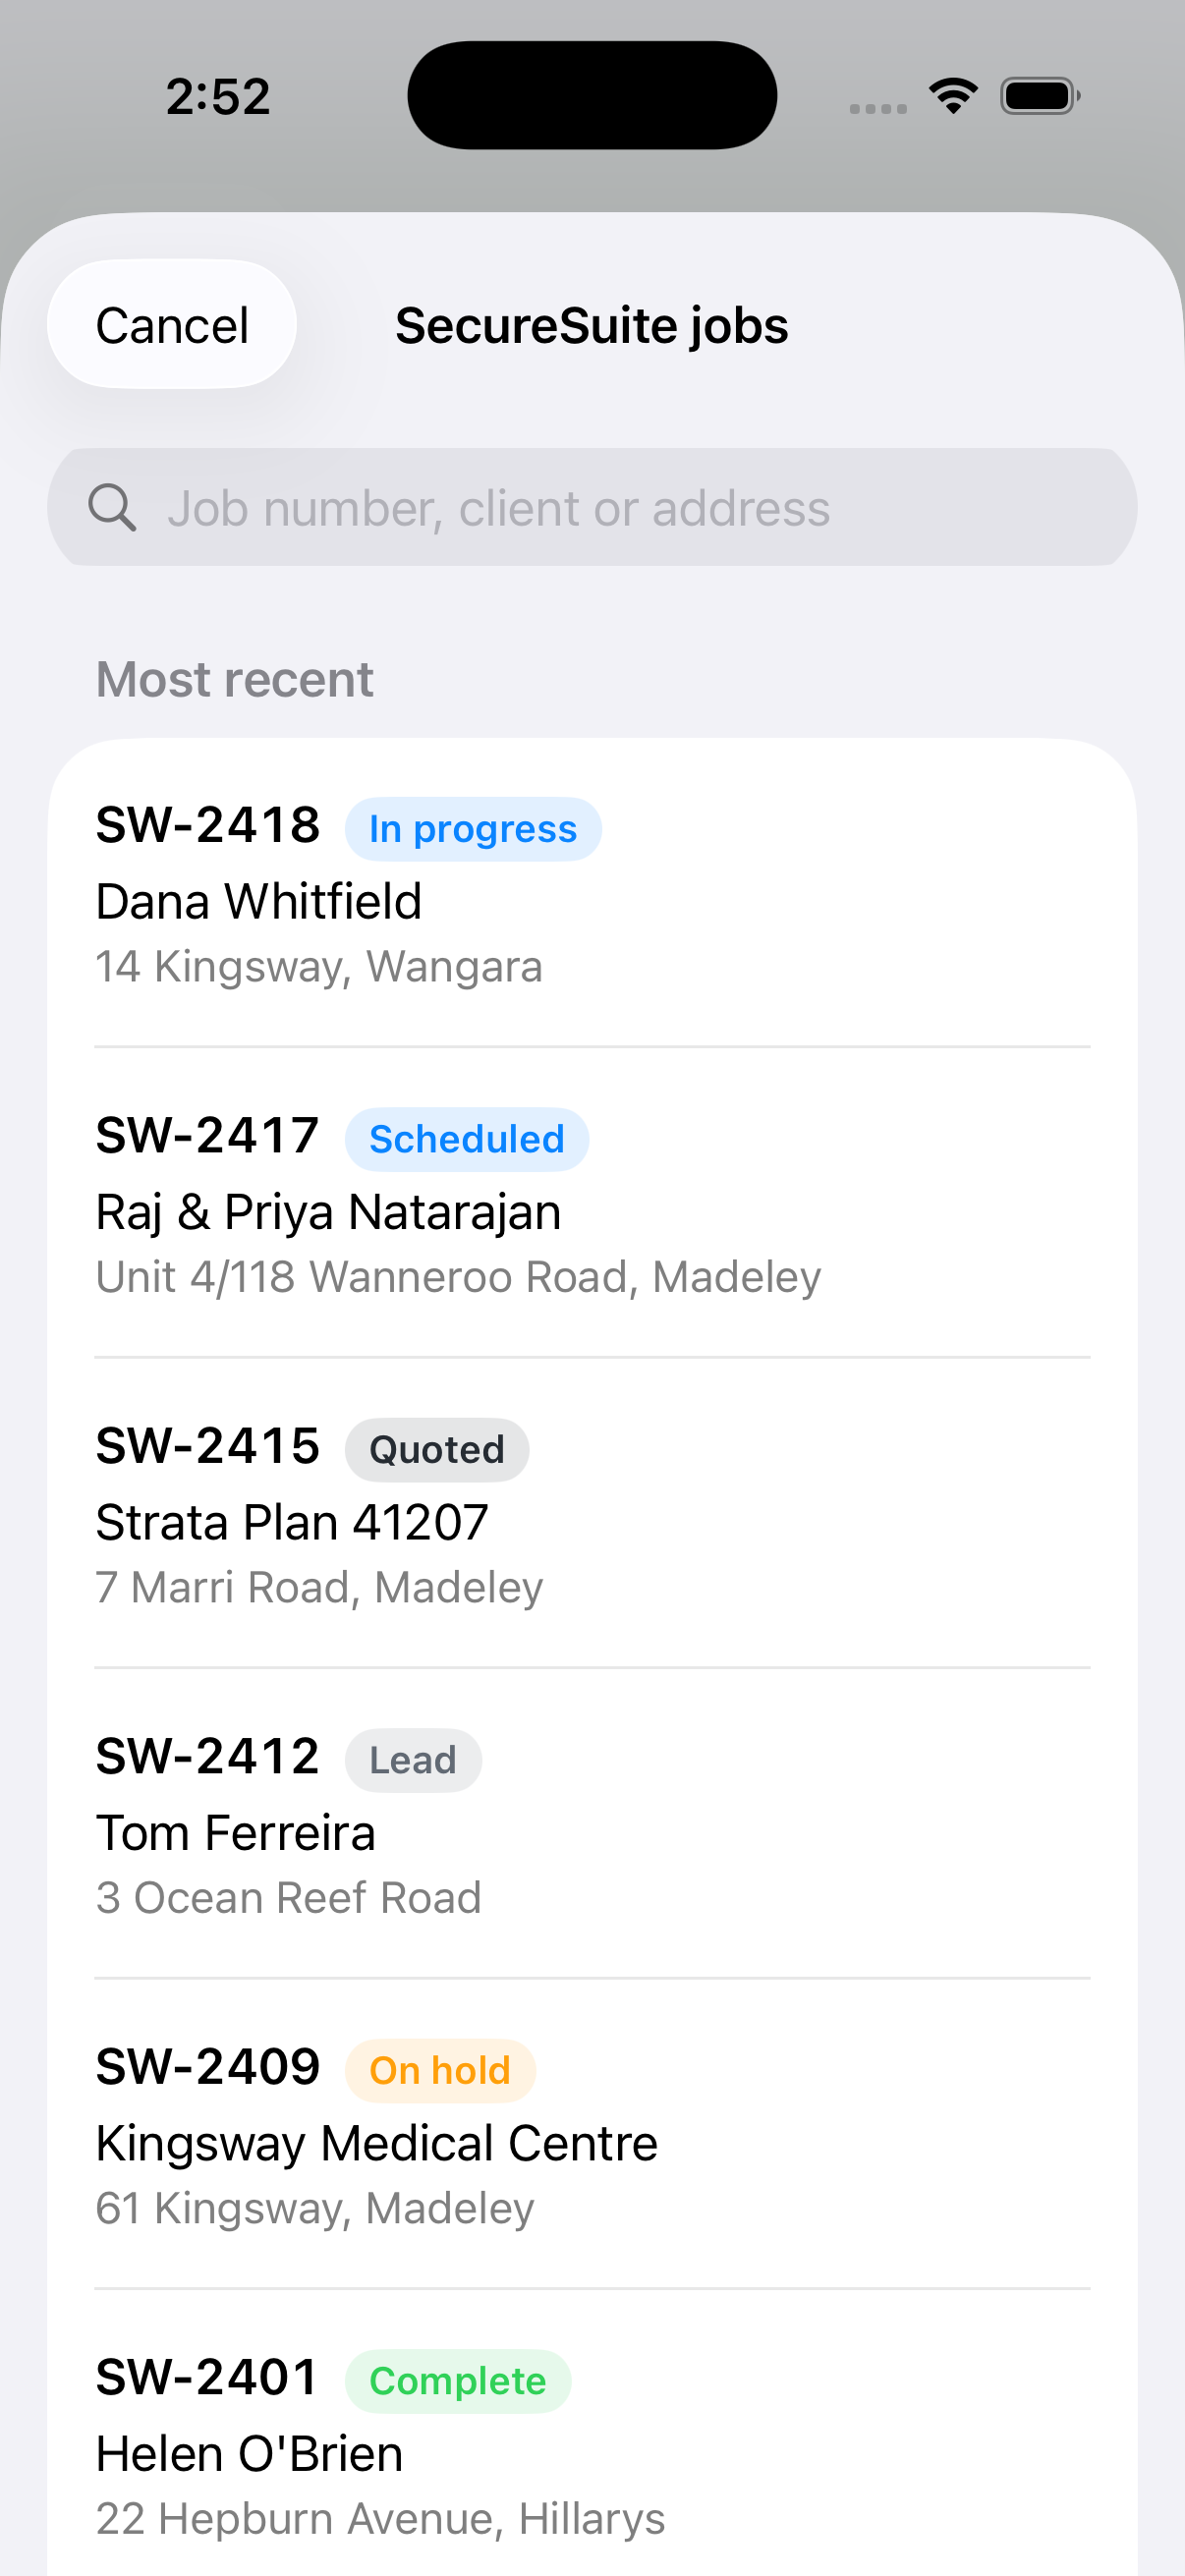 2:52
Cancel
SecureSuite jobs
Job number, client or address
Most recent
SW-2418 In progress
Dana Whitfield
14 Kingsway, Wangara
SW-2417 Scheduled
Raj & Priya Natarajan
Unit 4/118 Wanneroo Road, Madeley
SW-2415 Quoted
Strata Plan 41207
7 Marri Road, Madeley
SW-2412 Lead
Tom Ferreira
3 Ocean Reef Road
SW-2409 On hold
Kingsway Medical Centre
61 Kingsway, Madeley
SW-2401 Complete
Helen O'Brien
22 Hepburn Avenue, Hillarys